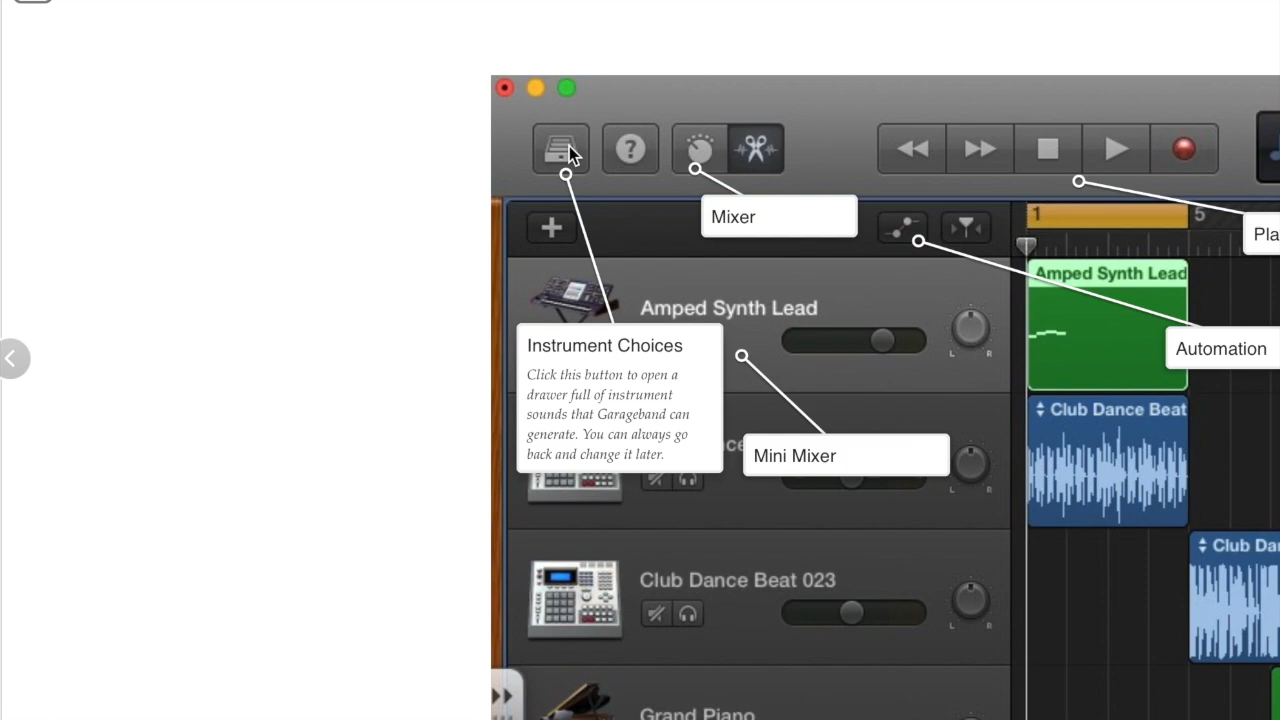 Mixer
Pla
1
5
Amped Synth Lead
Amped Synth Lead
L R
Instrument Choices
Click this button to open a
drawer full of instrument
sounds that Garageband can
generate. You can always go
back and change it later.
Automation
Club Dance Beat
Mini Mixer
L R
Club Da
Club Dance Beat 023
L R
Grand Piano